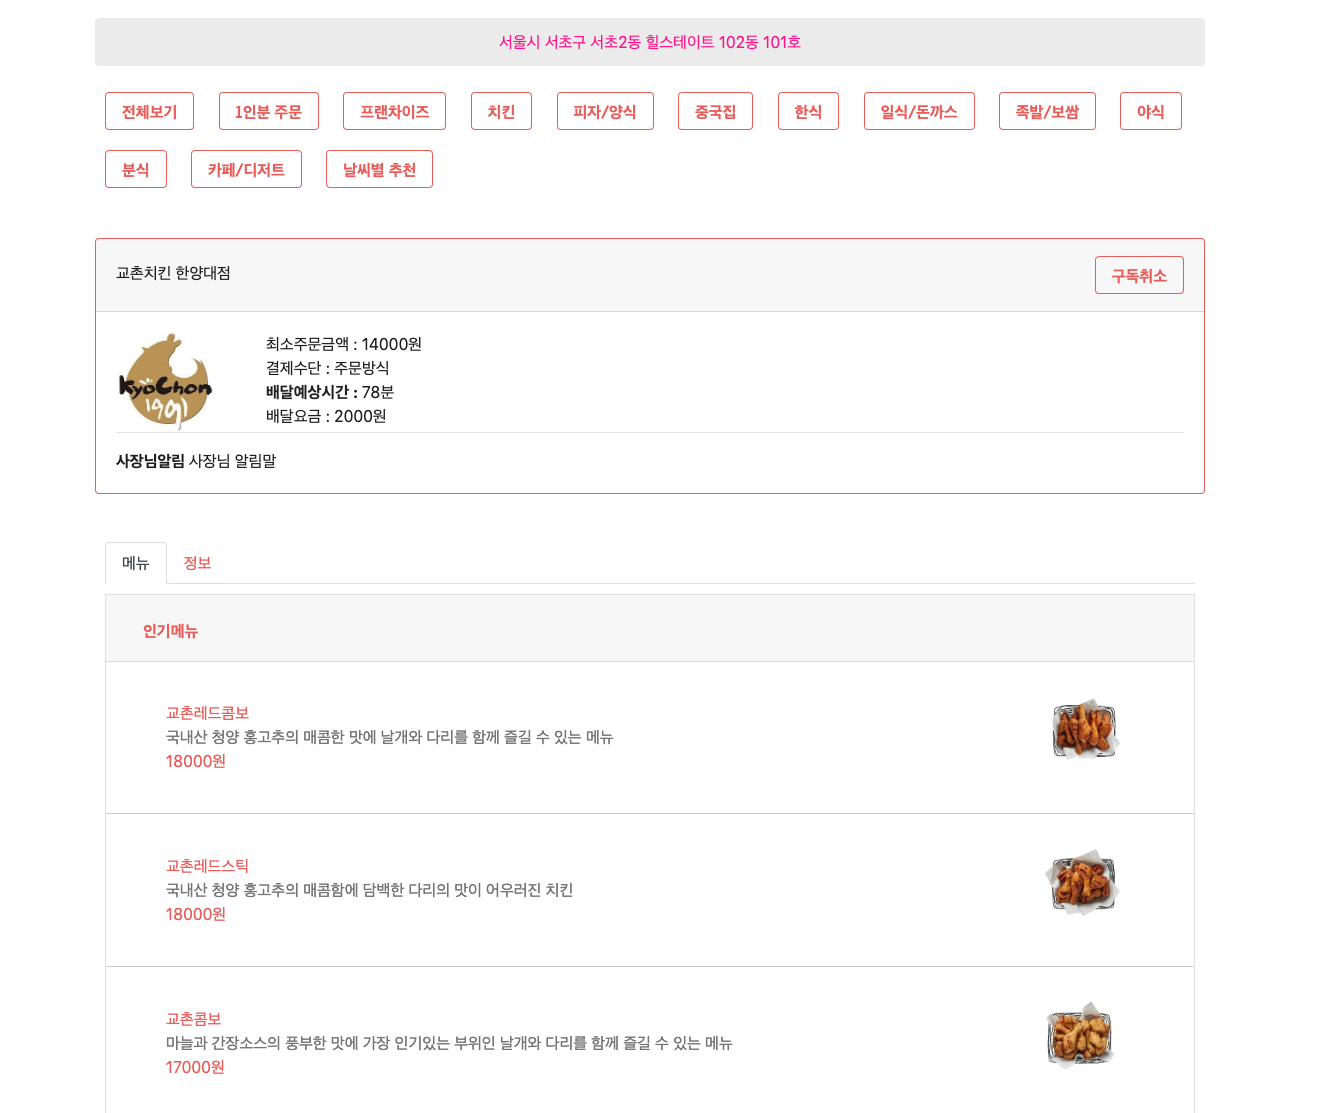 서울시 서초구 서초2동 힐스테이트 102동 101호
전체보기 1인분 주문 프랜차이즈 치킨 피자/양식 중국집 한식 일식/돈까스 족발/보쌈 야식
분식 카페/디저트 날씨별 추천
교촌치킨 한양대점 구독취소
KyoChon
1991
최소주문금액 : 14000원
결제수단 : 주문방식
배달예상시간 : 78분
배달요금 : 2000원
사장님알림 사장님 알림말
메뉴 정보
인기메뉴
교촌레드콤보
국내산 청양 홍고추의 매콤한 맛에 날개와 다리를 함께 즐길 수 있는 메뉴
18000원
교촌레드스틱
국내산 청양 홍고추의 매콤함에 담백한 다리의 맛이 어우러진 치킨
18000원
교촌콤보
마늘과 간장소스의 풍부한 맛에 가장 인기있는 부위인 날개와 다리를 함께 즐길 수 있는 메뉴
17000원